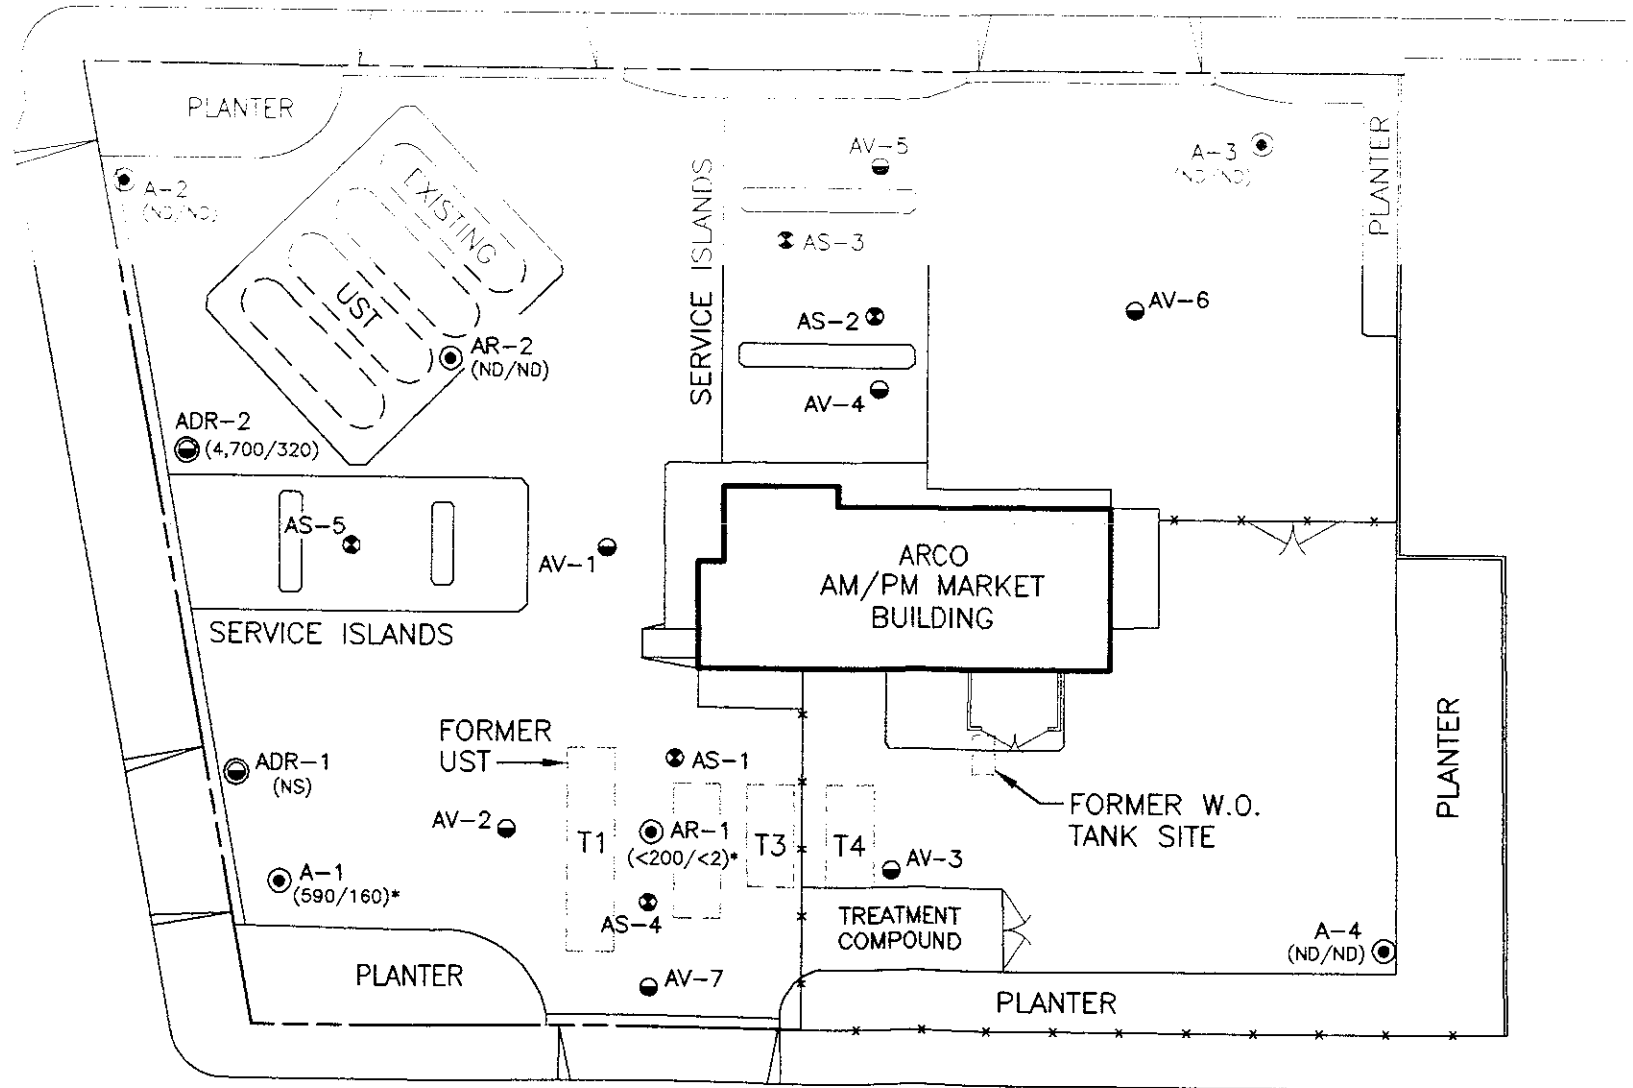 PLANTER
A-2
(ND/ND)
EXISTING
UST
AR-2
(ND/ND)
ADR-2
(4,700/320)
AS-5
SERVICE ISLANDS
AV-1
SERVICE ISLANDS
AV-5
AS-3
AS-2
AV-4
A-3
(ND/ND)
PLANTER
AV-6
ARCO
AM/PM MARKET
BUILDING
FORMER
UST
ADR-1
(NS)
AV-2
A-1
(590/160)*
T1
AS-1
AR-1
(<200/<2)*
T3
T4
AS-4
AV-3
AV-7
FORMER W.O.
TANK SITE
TREATMENT
COMPOUND
A-4
(ND/ND)
PLANTER
PLANTER
PLANTER